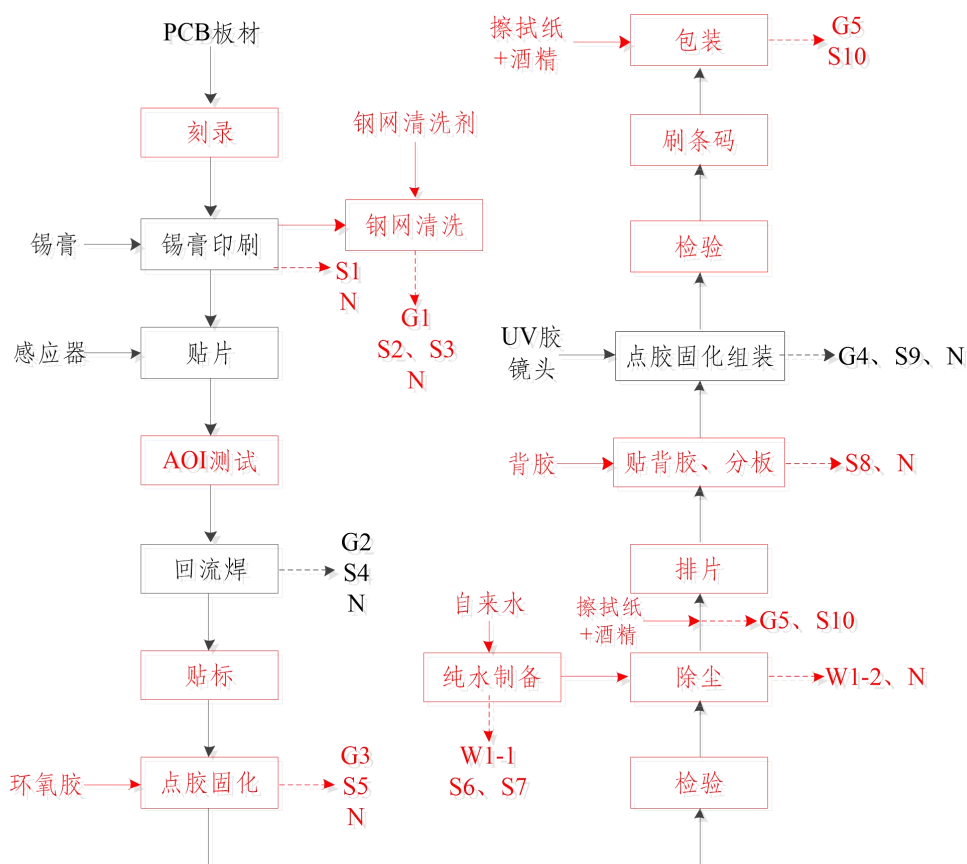 PCB板材
刻录
钢网清洗剂
锡膏
锡膏印刷
钢网清洗
S1
N
G1
S2、S3
N
感应器
贴片
AOI测试
回流焊
G2
S4
N
贴标
环氧胶
点胶固化
G3
S5
N
擦拭纸
+酒精
包装
G5
S10
刷条码
检验
UV胶
镜头
点胶固化组装
G4、S9、N
背胶
贴背胶、分板
S8、N
排片
擦拭纸
+酒精
G5、S10
自来水
纯水制备
除尘
W1-2、N
W1-1
S6、S7
检验